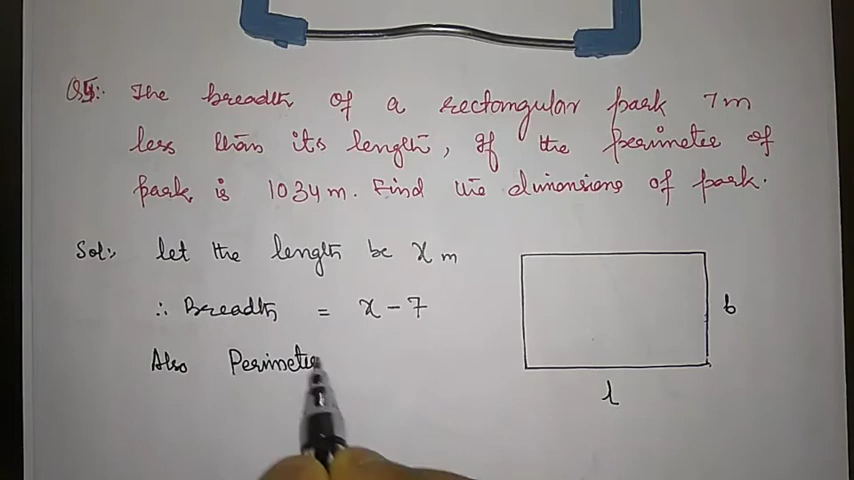 Q5:. The breadth of a rectangular park 7m
less than its length, If the perimeter of
park is 1034m. Find the dimensions of park.
Sol:, let the length be x m
∴ Breadth = x - 7
Also Perimeter
b
l